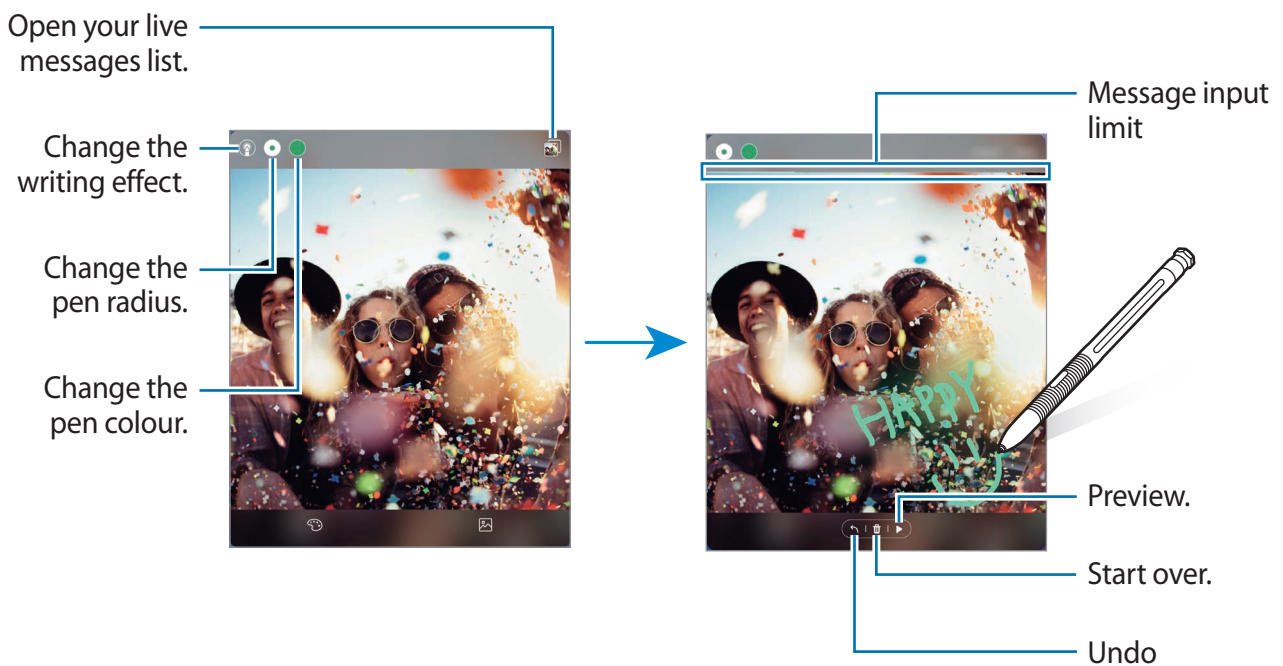 Open your live
messages list.
Change the
writing effect.
Change the
pen radius.
Change the
pen colour.
Message input
limit
HAPPY
Preview.
Start over.
Undo